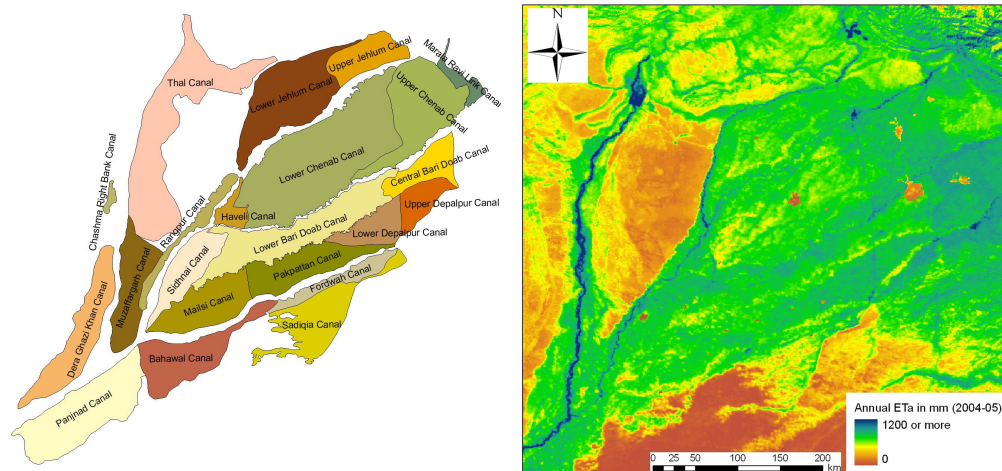 Thal Canal
Lower Jehlum Canal
Upper Jehlum Canal
Marala Ravi Link Canal
Upper Chenab Canal
Lower Chenab Canal
Chashma Right Bank Canal
Rangpur Canal
Haveli Canal
Central Bari Doab Canal
Upper Depalpur Canal
Lower Bari Doab Canal
Lower Depalpur Canal
Sidhnai Canal
Muzaffargarh Canal
Dera Ghazi Khan Canal
Pakpattan Canal
Mailsi Canal
Fordwah Canal
Sadiqia Canal
Bahawal Canal
Panjnad Canal
N
Annual ETa in mm (2004-05)
1200 or more
0
0 25 50 100 150 200
km